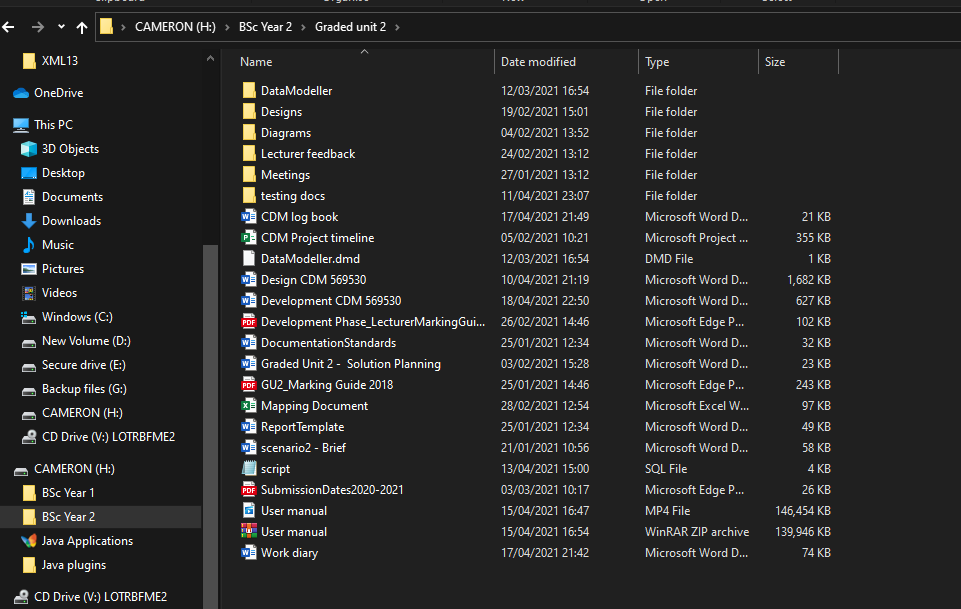 CAMERON (H:) BSc Year 2 Graded unit 2
XML13
OneDrive
This PC
3D Objects
Desktop
Documents
Downloads
Music
Pictures
Videos
Windows (C:)
New Volume (D:)
Secure drive (E:)
Backup files (G:)
CAMERON (H:)
CD Drive (V:) LOTRBFME2
CAMERON (H:)
BSc Year 1
BSc Year 2
Java Applications
Java plugins
CD Drive (V:) LOTRBFME2
Name Date modified Type Size
DataModeller 12/03/2021 16:54 File folder
Designs 19/02/2021 15:01 File folder
Diagrams 04/02/2021 13:52 File folder
Lecturer feedback 24/02/2021 13:12 File folder
Meetings 27/01/2021 13:12 File folder
testing docs 11/04/2021 23:07 File folder
CDM log book 17/04/2021 21:49 Microsoft Word D... 21 KB
CDM Project timeline 05/02/2021 10:21 Microsoft Project ... 355 KB
DataModeller.dmd 12/03/2021 16:54 DMD File 1 KB
Design CDM 569530 10/04/2021 21:19 Microsoft Word D... 1,682 KB
Development CDM 569530 18/04/2021 22:50 Microsoft Word D... 627 KB
Development Phase_LecturerMarkingGui... 26/02/2021 14:46 Microsoft Edge P... 102 KB
DocumentationStandards 25/01/2021 12:34 Microsoft Word D... 32 KB
Graded Unit 2 - Solution Planning 03/02/2021 15:28 Microsoft Word D... 23 KB
GU2_Marking Guide 2018 25/01/2021 14:46 Microsoft Edge P... 243 KB
Mapping Document 28/02/2021 12:54 Microsoft Excel W... 97 KB
ReportTemplate 25/01/2021 12:34 Microsoft Word D... 49 KB
scenario2 - Brief 21/01/2021 10:56 Microsoft Word D... 58 KB
script 13/04/2021 15:00 SQL File 4 KB
SubmissionDates2020-2021 03/03/2021 10:17 Microsoft Edge P... 26 KB
User manual 15/04/2021 16:47 MP4 File 146,454 KB
User manual 15/04/2021 16:54 WinRAR ZIP archive 139,946 KB
Work diary 17/04/2021 21:42 Microsoft Word D... 74 KB